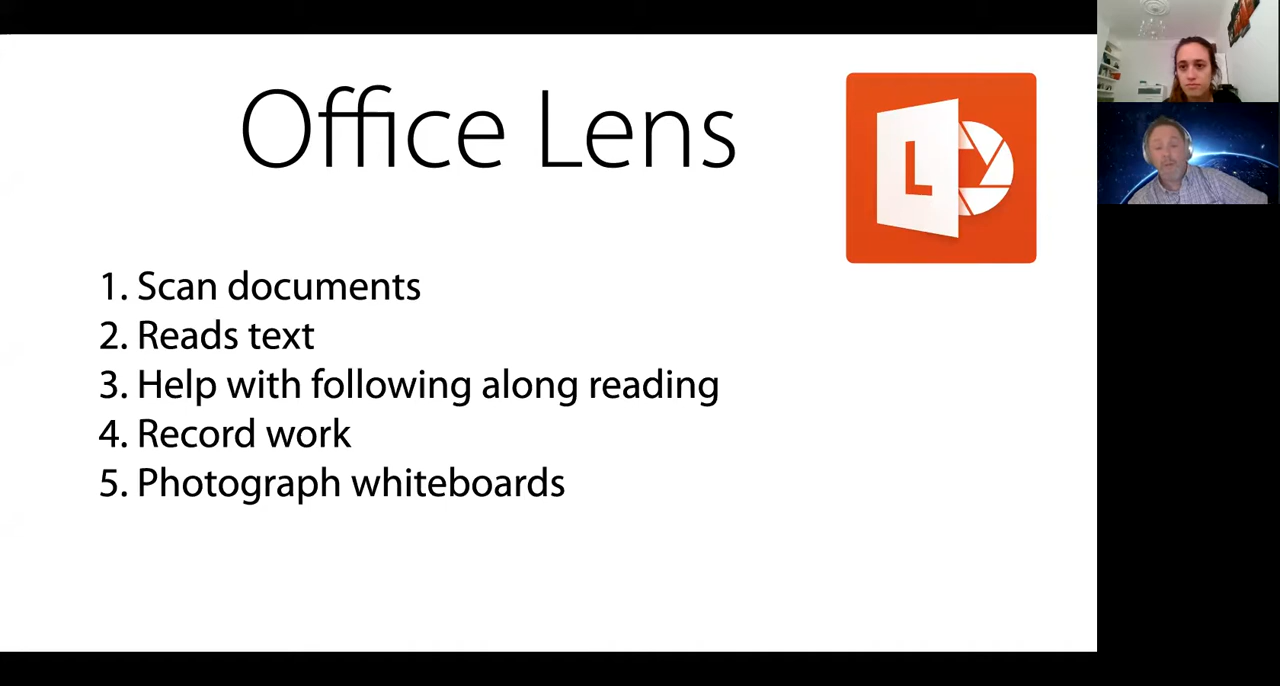 Office Lens
L
1. Scan documents
2. Reads text
3. Help with following along reading
4. Record work
5. Photograph whiteboards